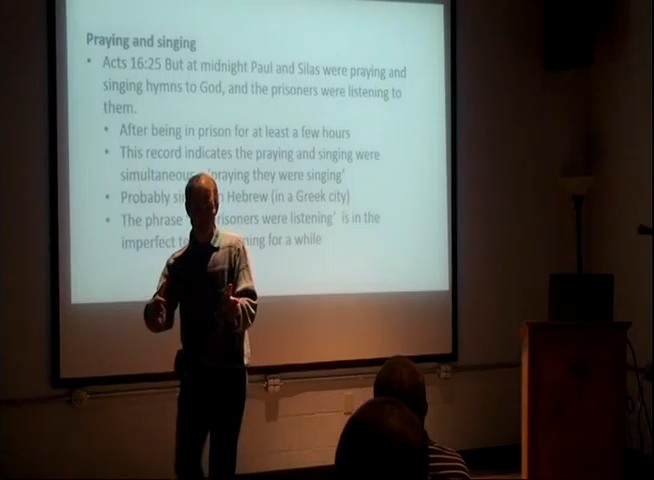 Praying and singing
• Acts 16:25 But at midnight Paul and Silas were praying and
singing hymns to God, and the prisoners were listening to
them.
• After being in prison for at least a few hours
• This record indicates the praying and singing were
simultaneous 'praying they were singing'
• Probably in Hebrew (in a Greek city)
• The phrase were listening' is in the
imperfect for a while